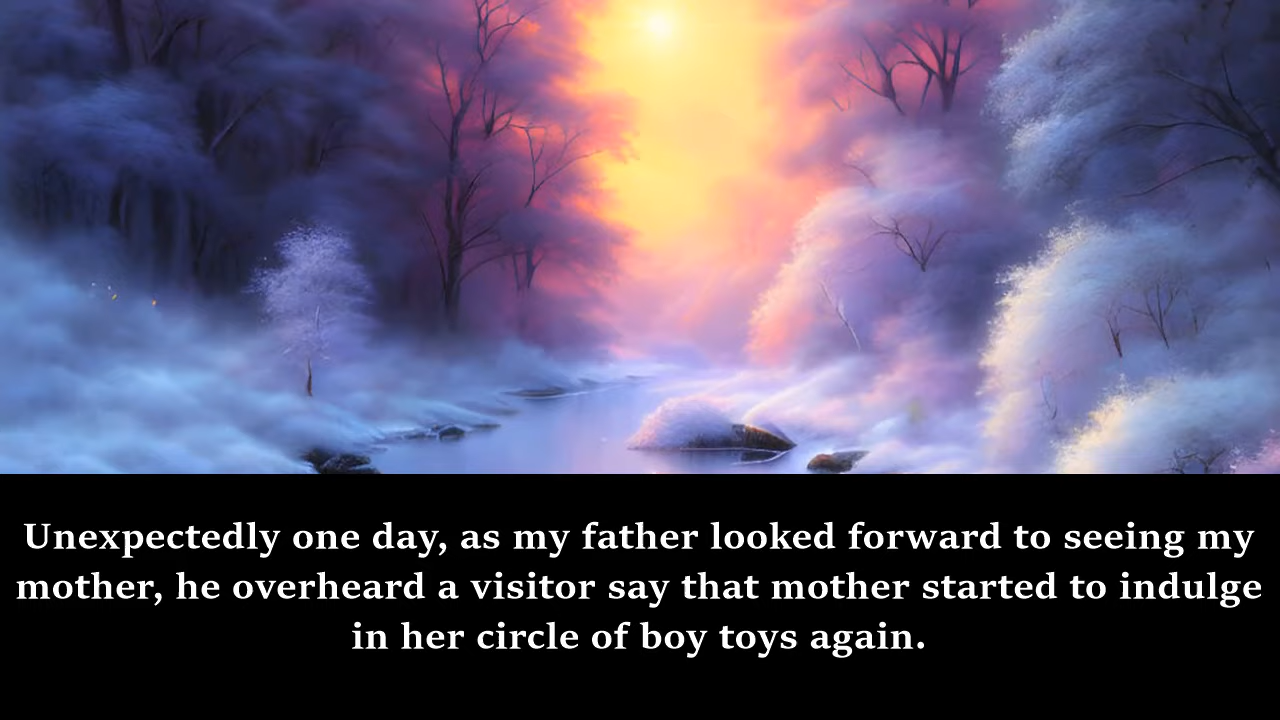 Unexpectedly one day, as my father looked forward to seeing my
mother, he overheard a visitor say that mother started to indulge
in her circle of boy toys again.